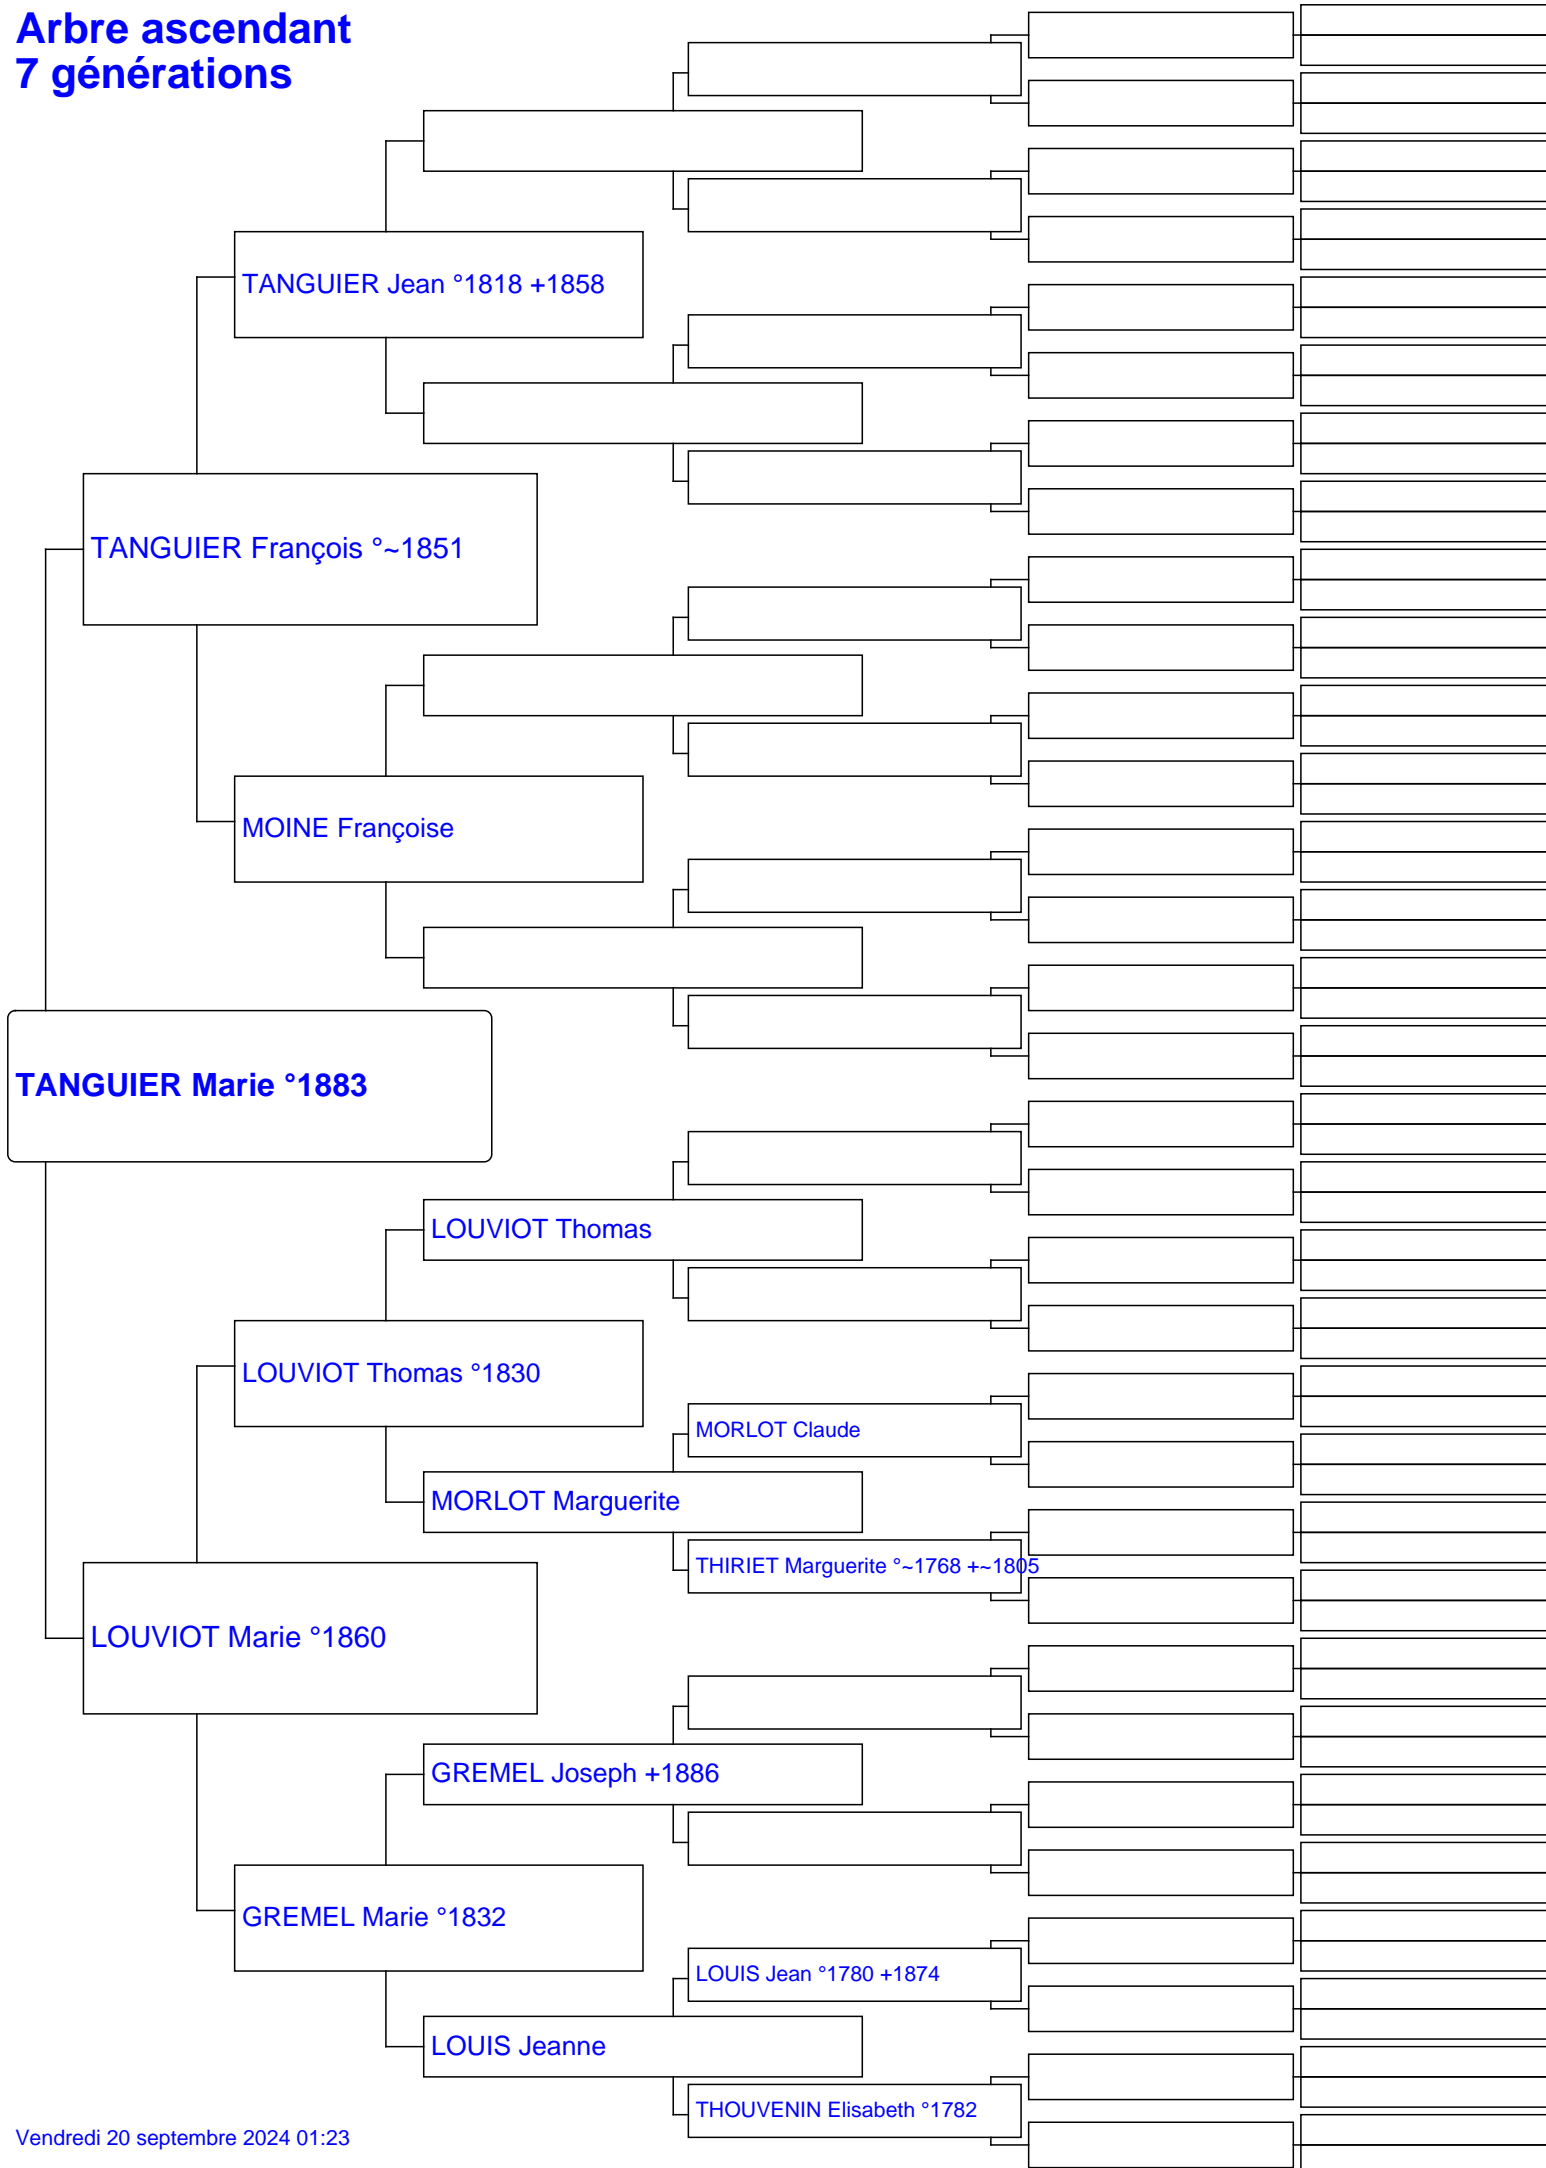 Arbre ascendant
7 générations
TANGUIER Jean °1818 +1858
TANGUIER François °~1851
MOINE Françoise
TANGUIER Marie °1883
LOUVIOT Thomas
LOUVIOT Thomas °1830
MORLOT Claude
MORLOT Marguerite
THIRIET Marguerite °~1768 +~1805
LOUVIOT Marie °1860
GREMEL Joseph +1886
GREMEL Marie °1832
LOUIS Jean °1780 +1874
LOUIS Jeanne
THOUVENIN Elisabeth °1782
Vendredi 20 septembre 2024 01:23